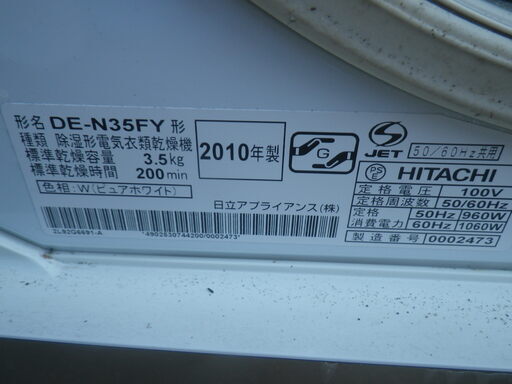 形名 DE-N35FY 形
種類 除湿形電気衣類乾燥機
標準乾燥容量 3.5kg
標準乾燥時間 200min
色相:W(ピュアホワイト)
2010年製
G
S
JET
50/60Hz共用
PS
E
HITACHI
定格電圧 100V
定格周波数 50/60Hz
定格 50Hz 960W
消費電力 60Hz 1060W
製造番号 0002473
日立アプライアンス(株)
2L92G6691-A
*4902530744200/0002473*